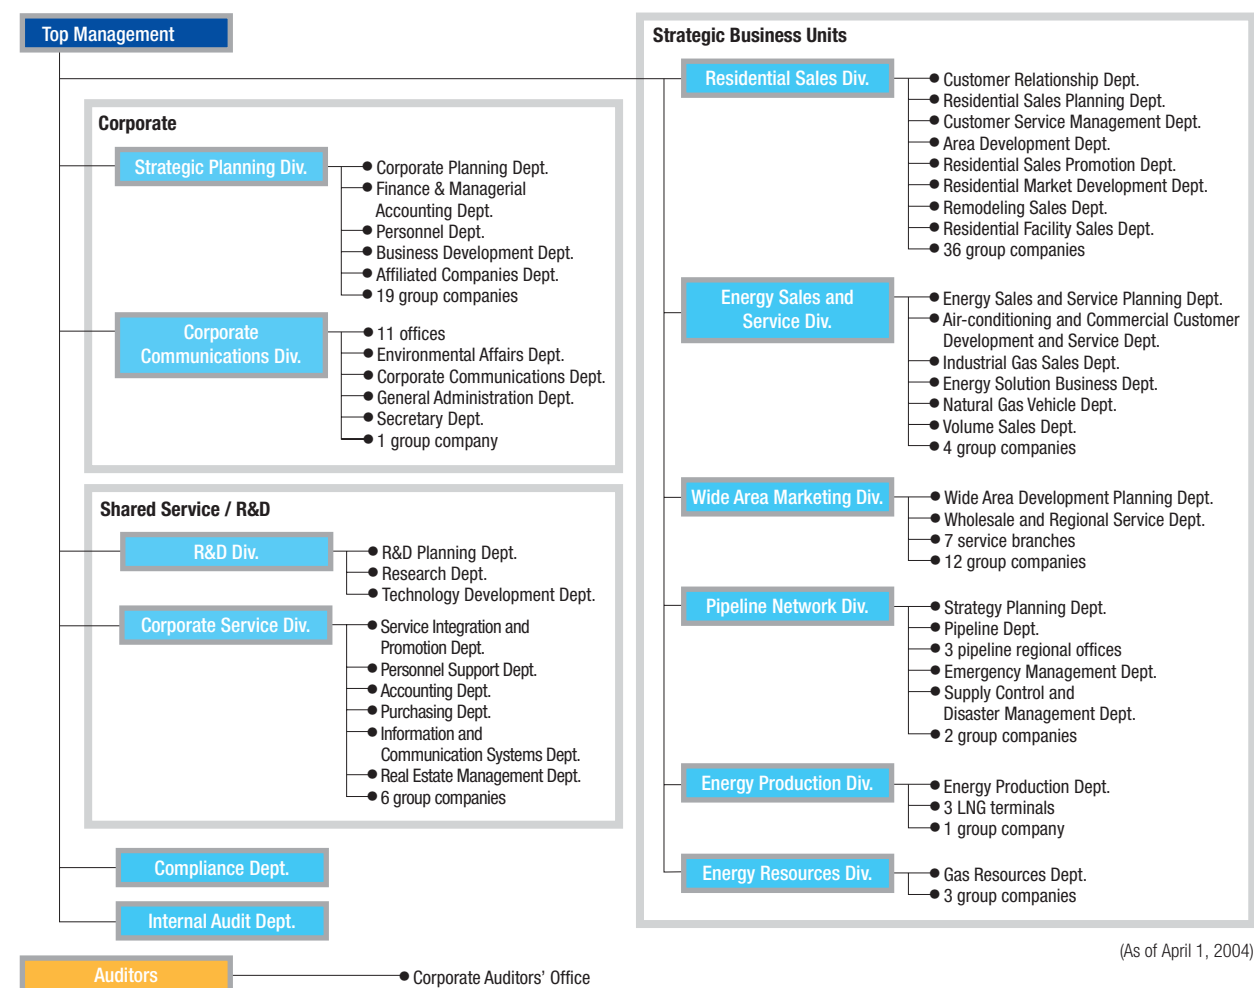 Top Management
Corporate
Strategic Planning Div.
Corporate Planning Dept.
Finance & Managerial
Accounting Dept.
Personnel Dept.
Business Development Dept.
Affiliated Companies Dept.
19 group companies
Corporate
Communications Div.
11 offices
Environmental Affairs Dept.
Corporate Communications Dept.
General Administration Dept.
Secretary Dept.
1 group company
Shared Service / R&D
R&D Div.
R&D Planning Dept.
Research Dept.
Technology Development Dept.
Corporate Service Div.
Service Integration and
Promotion Dept.
Personnel Support Dept.
Accounting Dept.
Purchasing Dept.
Information and
Communication Systems Dept.
Real Estate Management Dept.
6 group companies
Compliance Dept.
Internal Audit Dept.
Auditors
Corporate Auditors' Office
Strategic Business Units
Residential Sales Div.
Customer Relationship Dept.
Residential Sales Planning Dept.
Customer Service Management Dept.
Area Development Dept.
Residential Sales Promotion Dept.
Residential Market Development Dept.
Remodeling Sales Dept.
Residential Facility Sales Dept.
36 group companies
Energy Sales and
Service Div.
Energy Sales and Service Planning Dept.
Air-conditioning and Commercial Customer
Development and Service Dept.
Industrial Gas Sales Dept.
Energy Solution Business Dept.
Natural Gas Vehicle Dept.
Volume Sales Dept.
4 group companies
Wide Area Marketing Div.
Wide Area Development Planning Dept.
Wholesale and Regional Service Dept.
7 service branches
12 group companies
Pipeline Network Div.
Strategy Planning Dept.
Pipeline Dept.
3 pipeline regional offices
Emergency Management Dept.
Supply Control and
Disaster Management Dept.
2 group companies
Energy Production Div.
Energy Production Dept.
3 LNG terminals
1 group company
Energy Resources Div.
Gas Resources Dept.
3 group companies
(As of April 1, 2004)